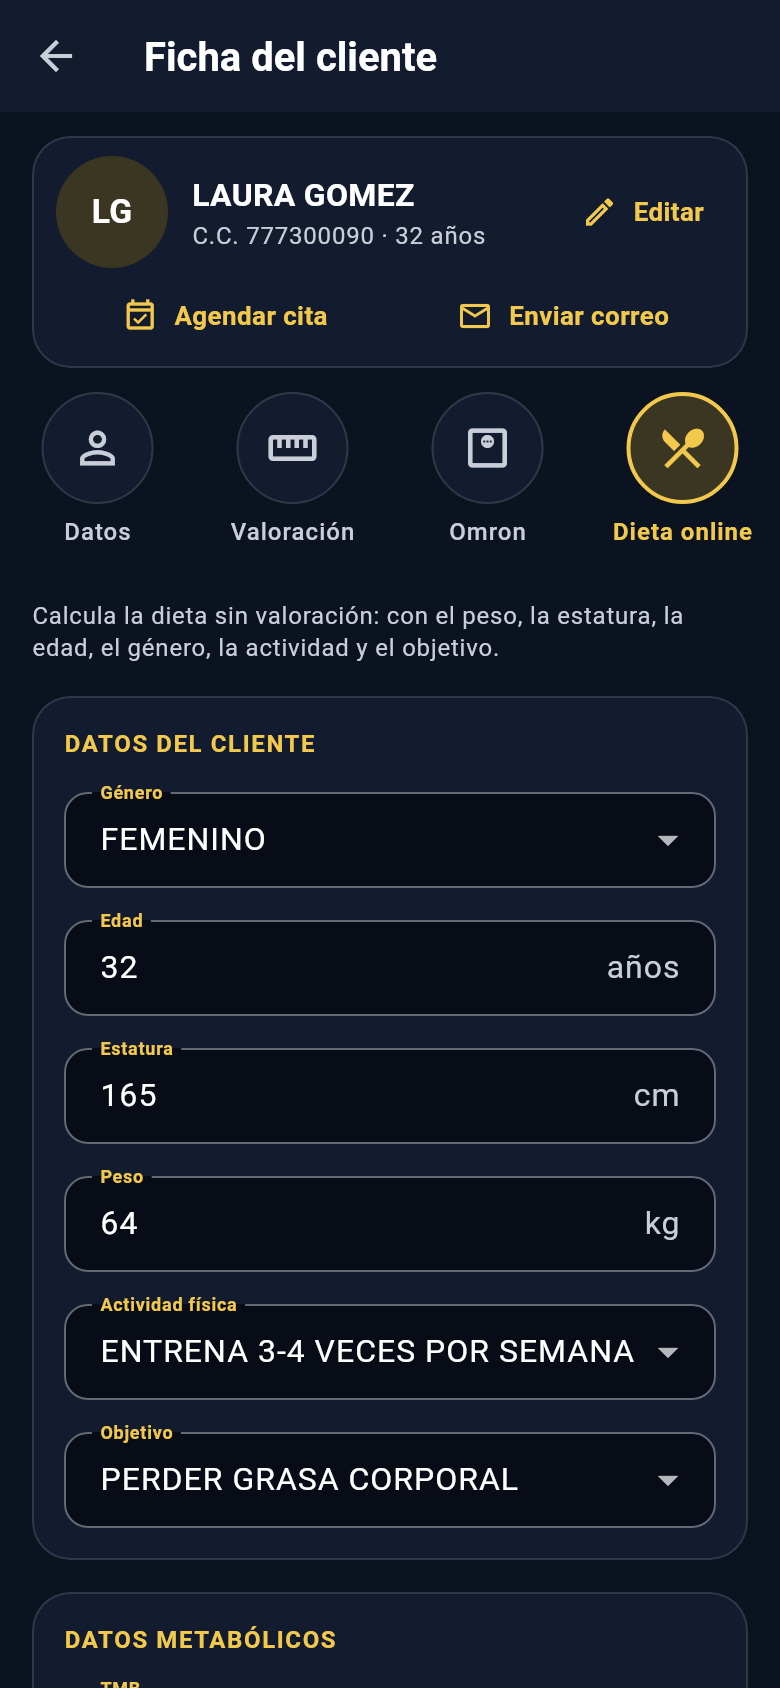 Ficha del cliente
LG
LAURA GOMEZ
C.C. 777300090 · 32 años
Editar
Agendar cita
Enviar correo
Datos
Valoración
Omron
Dieta online
Calcula la dieta sin valoración: con el peso, la estatura, la
edad, el género, la actividad y el objetivo.
DATOS DEL CLIENTE
Género
FEMENINO
Edad
32 años
Estatura
165 cm
Peso
64 kg
Actividad física
ENTRENA 3-4 VECES POR SEMANA
Objetivo
PERDER GRASA CORPORAL
DATOS METABÓLICOS
TMB